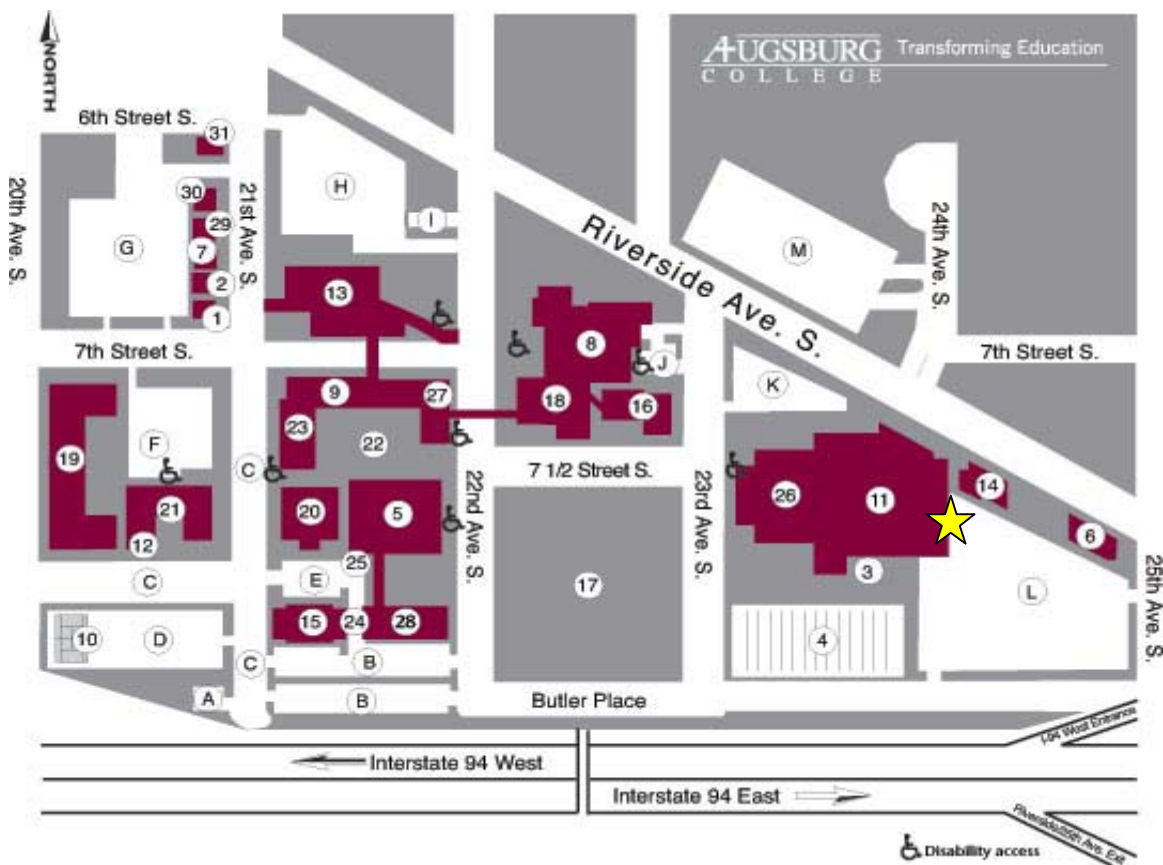 NORTH
AUGSBURG
COLLEGE
Transforming Education
6th Street S.
31
20th Ave. S.
21st Ave. S.
30
29
G
7
2
1
H
I
Riverside Ave. S.
M
24th Ave. S.
13
8
J
7th Street S.
7th Street S.
K
9
27
18
16
23
22
19
F
C
7 1/2 Street S.
22nd Ave. S.
23rd Ave. S.
26
11
14
21
12
20
5
6
25
C
E
17
3
25th Ave. S.
L
10
D
15
24
28
4
C
B
A
B
Butler Place
I-94 West Entrance
Interstate 94 West
Interstate 94 East
Riverside/25th Ave. Exit
Disability access